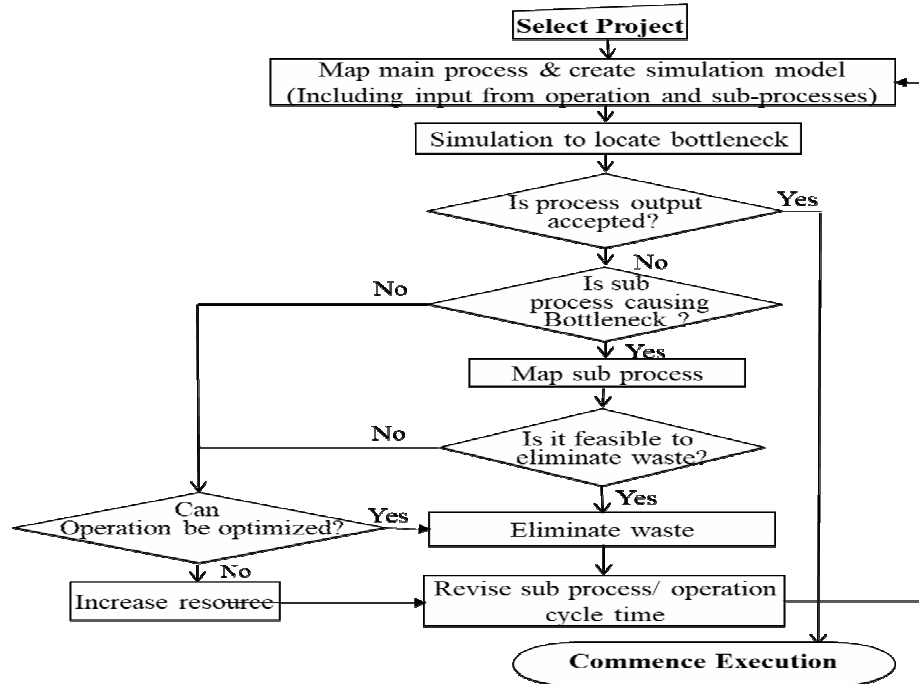 Select Project
Map main process & create simulation model
(Including input from operation and sub-processes)
Simulation to locate bottleneck
Is process output
accepted?
Yes
No
Is sub
process causing
Bottleneck ?
No
Yes
Map sub process
Is it feasible to
eliminate waste?
No
Yes
Can
Operation be optimized?
Yes
Eliminate waste
No
Increase resource
Revise sub process/ operation
cycle time
Commence Execution